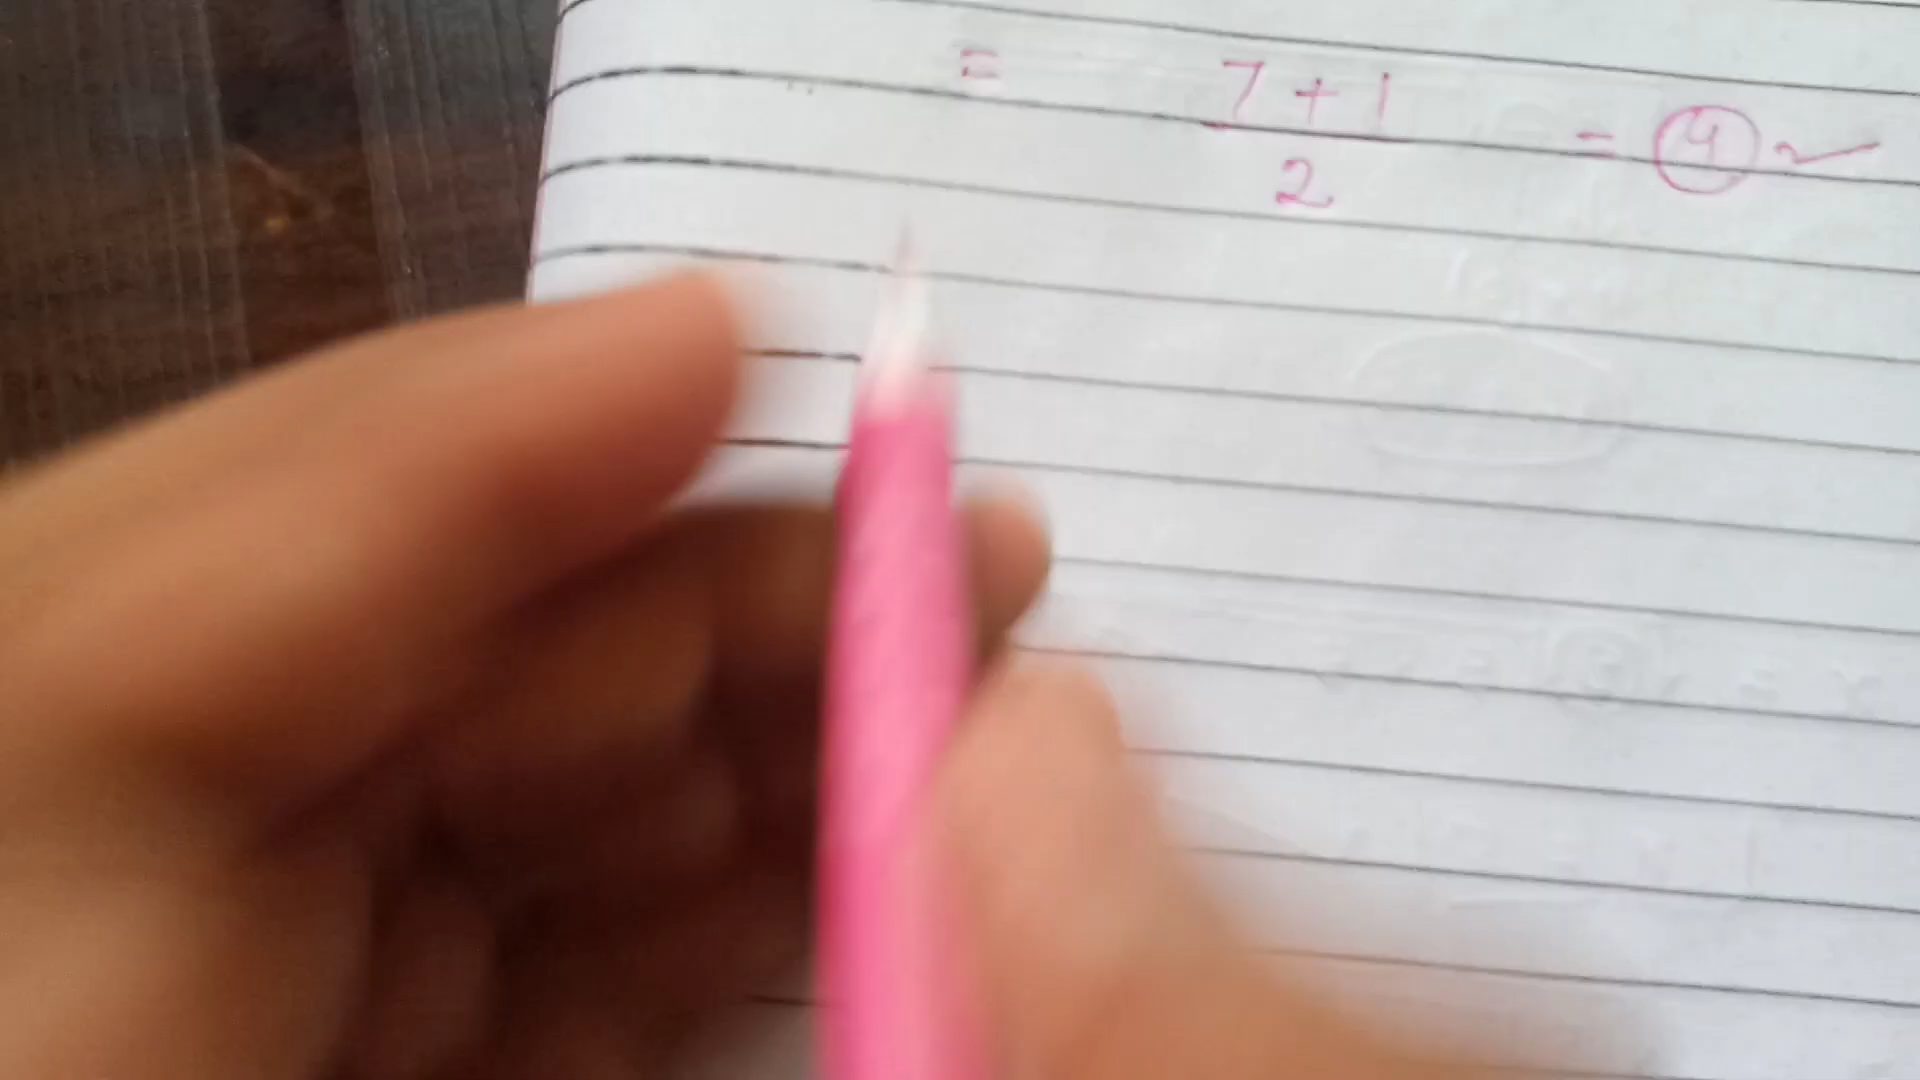 = 7 + 1 / 2 = 4 ✓